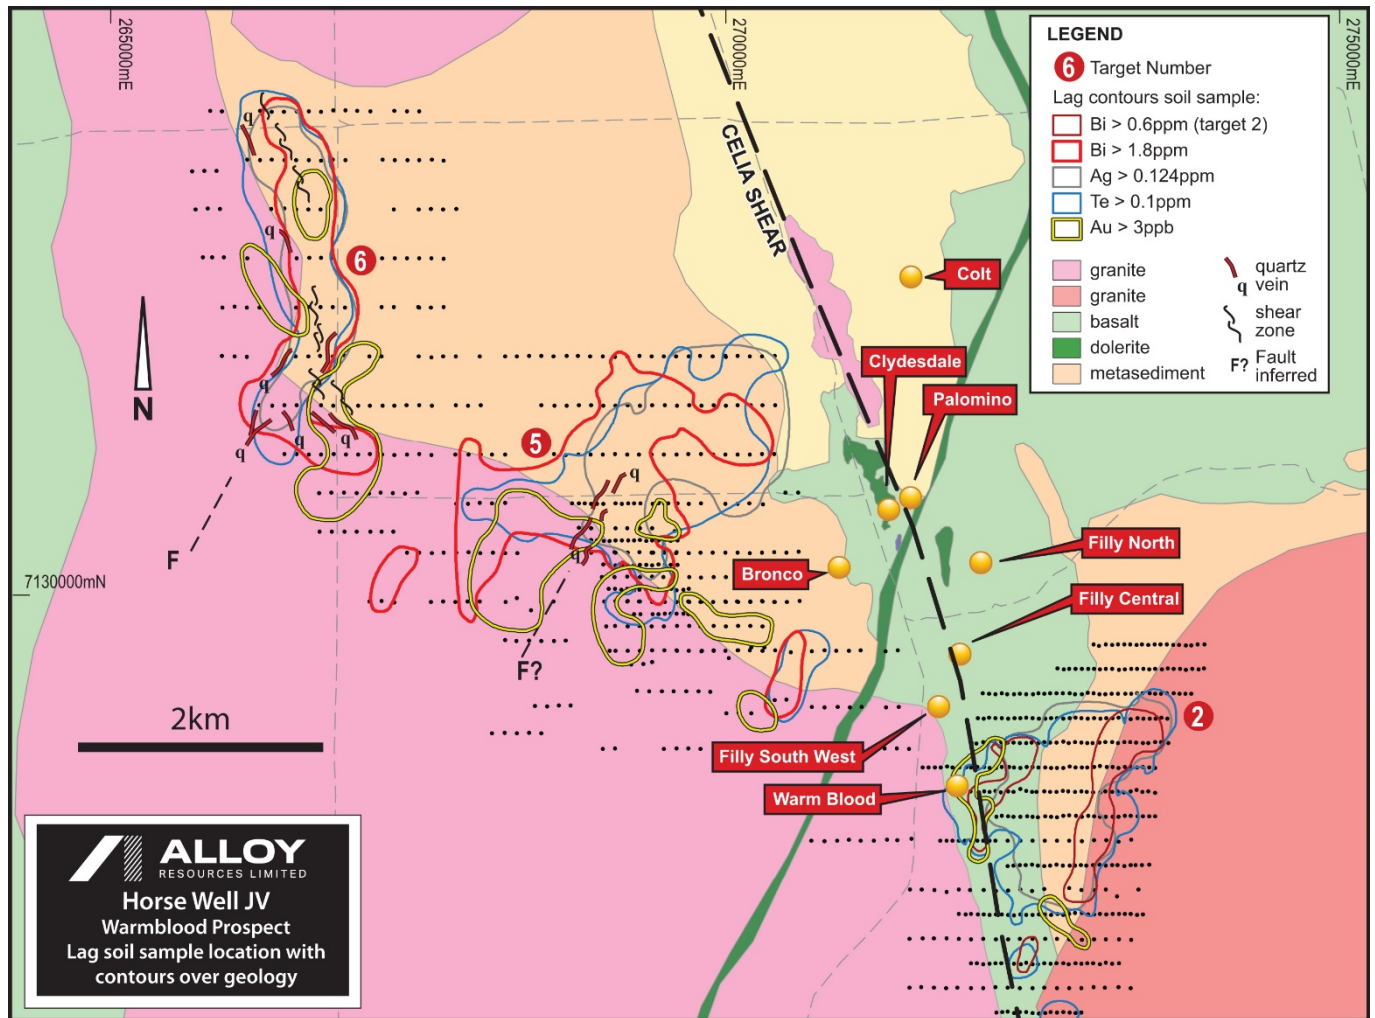 265000mE
270000mE
275000mE
LEGEND
6 Target Number
Lag contours soil sample:
Bi > 0.6ppm (target 2)
Bi > 1.8ppm
Ag > 0.124ppm
Te > 0.1ppm
Au > 3ppb
granite
granite
basalt
dolerite
metasediment
quartz
vein
q
shear
zone
F? Fault
inferred
CELIA SHEAR
q
q
6
Colt
Clydesdale
Palomino
N
q
q
q
q
5
q
q
F
Filly North
Bronco
7130000mN
Filly Central
F?
2km
2
Filly South West
Warm Blood
ALLOY
RESOURCES LIMITED
Horse Well JV
Warmblood Prospect
Lag soil sample location with
contours over geology